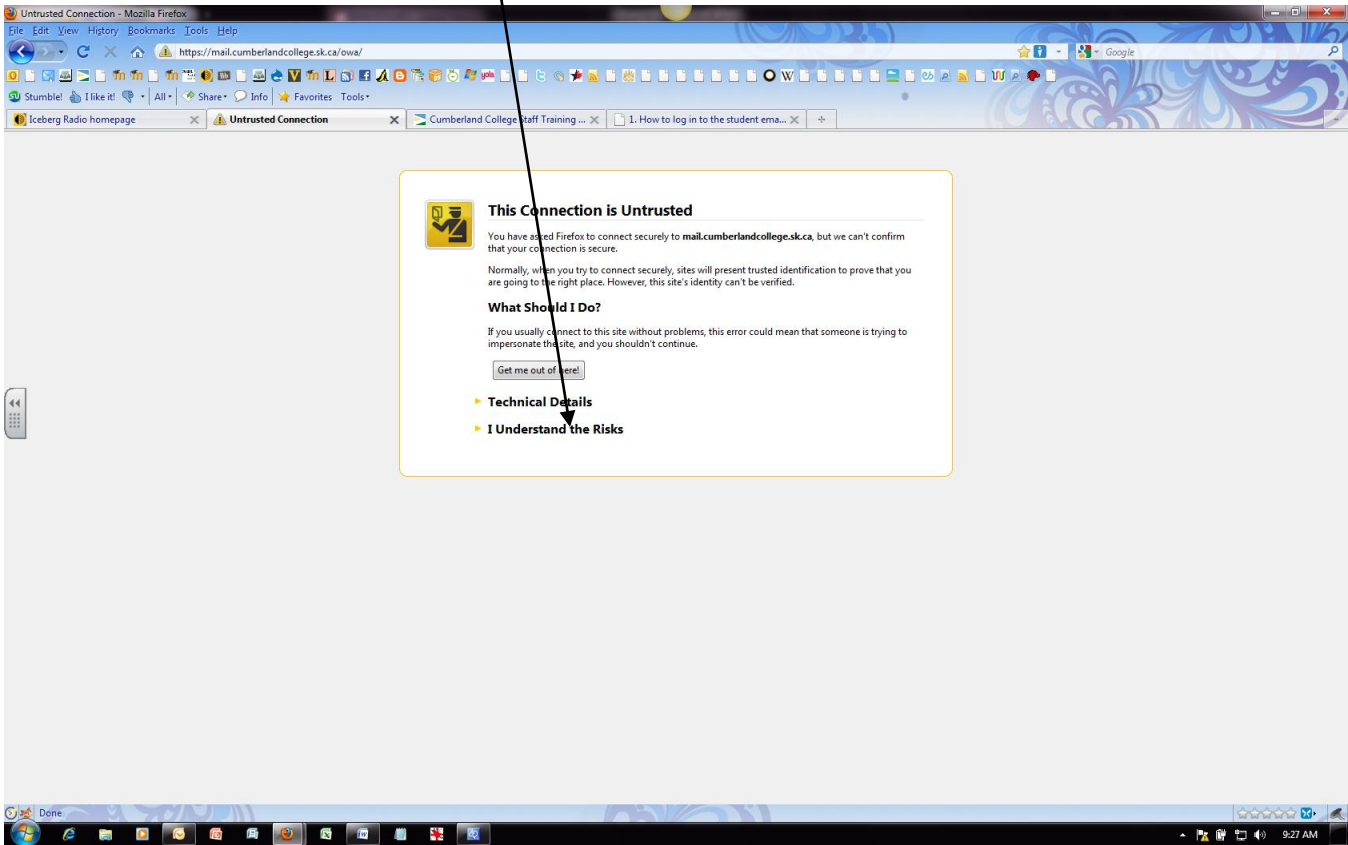 Untrusted Connection - Mozilla Firefox
File Edit View History Bookmarks Tools Help
https://mail.cumberlandcollege.sk.ca/owa/
Google
Stumble! I like it! All Share Info Favorites Tools
Iceberg Radio homepage Untrusted Connection Cumberland College Staff Training ... 1. How to log in to the student ema...
This Connection is Untrusted
You have asked Firefox to connect securely to mail.cumberlandcollege.sk.ca, but we can't confirm
that your connection is secure.
Normally, when you try to connect securely, sites will present trusted identification to prove that you
are going to the right place. However, this site's identity can't be verified.
What Should I Do?
If you usually connect to this site without problems, this error could mean that someone is trying to
impersonate the site, and you shouldn't continue.
Get me out of here!
Technical Details
I Understand the Risks
Done
9:27 AM